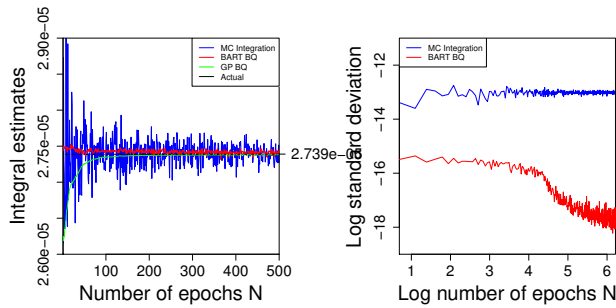 Integral estimates
2.60e-05 2.75e-05 2.90e-05
MC Integration
BART BQ
GP BQ
Actual
2.739e-05
100 200 300 400 500
Number of epochs N
Log standard deviation
-18 -16 -14 -12
MC Integration
BART BQ
1 2 3 4 5 6
Log number of epochs N